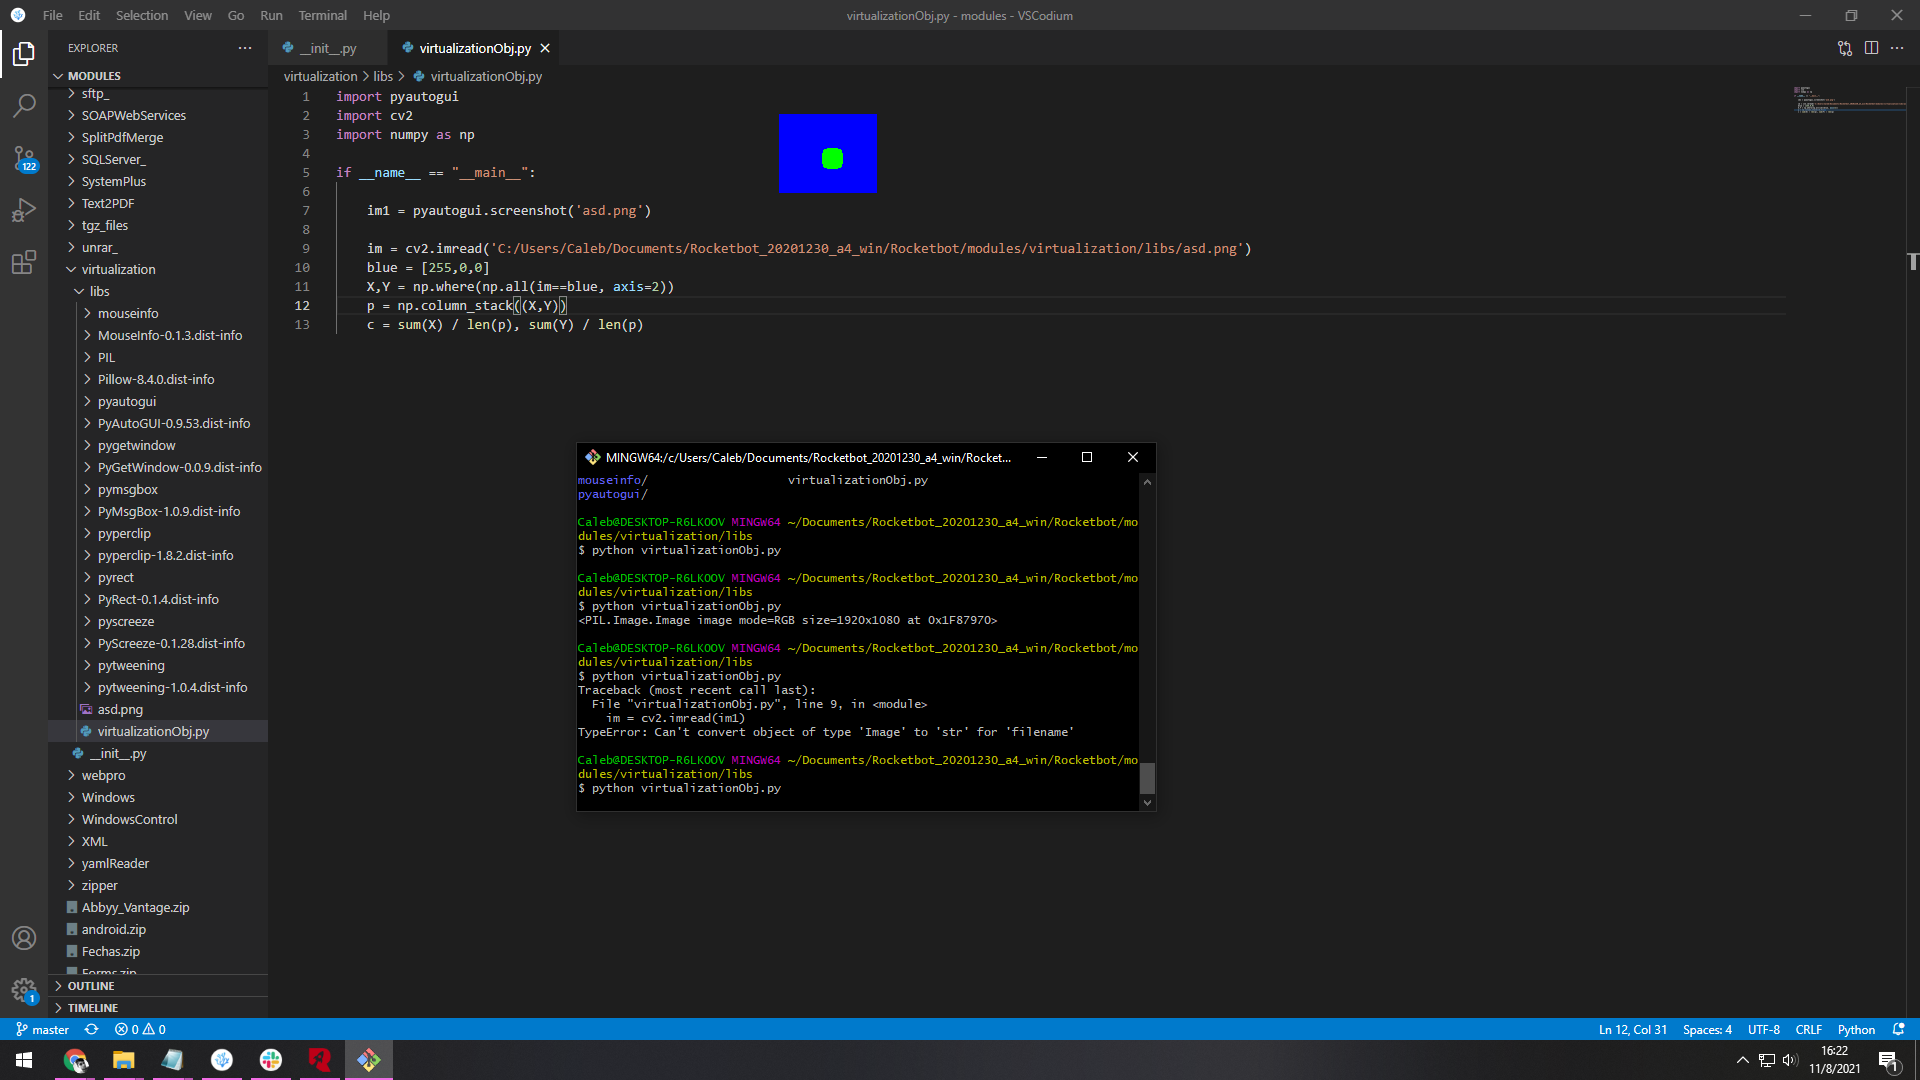 File Edit Selection View Go Run Terminal Help
virtualizationObj.py - modules - VSCodium
EXPLORER
MODULES
sftp_
SOAPWebServices
SplitPdfMerge
SQLServer_
SystemPlus
Text2PDF
tgz_files
unrar_
virtualization
libs
mouseinfo
MouseInfo-0.1.3.dist-info
PIL
Pillow-8.4.0.dist-info
pyautogui
PyAutoGUI-0.9.53.dist-info
pygetwindow
PyGetWindow-0.0.9.dist-info
pymsgbox
PyMsgBox-1.0.9.dist-info
pyperclip
pyperclip-1.8.2.dist-info
pyrect
PyRect-0.1.4.dist-info
pyscreeze
PyScreeze-0.1.28.dist-info
pytweening
pytweening-1.0.4.dist-info
asd.png
virtualizationObj.py
__init__.py
webpro
Windows
WindowsControl
XML
yamlReader
zipper
Abbyy_Vantage.zip
android.zip
Fechas.zip
Forms.zip
OUTLINE
TIMELINE
122
1
__init__.py
virtualizationObj.py
virtualization > libs > virtualizationObj.py
1 import pyautogui
2 import cv2
3 import numpy as np
4
5 if __name__ == "__main__":
6
7 im1 = pyautogui.screenshot('asd.png')
8
9 im = cv2.imread('C:/Users/Caleb/Documents/Rocketbot_20201230_a4_win/Rocketbot/modules/virtualization/libs/asd.png')
10 blue = [255,0,0]
11 X,Y = np.where(np.all(im==blue, axis=2))
12 p = np.column_stack((X,Y))
13 c = sum(X) / len(p), sum(Y) / len(p)
MINGW64:/c/Users/Caleb/Documents/Rocketbot_20201230_a4_win/Rocket...
mouseinfo/ virtualizationObj.py
pyautogui/
Caleb@DESKTOP-R6LKOOV MINGW64 ~/Documents/Rocketbot_20201230_a4_win/Rocketbot/mo
dules/virtualization/libs
$ python virtualizationObj.py
Caleb@DESKTOP-R6LKOOV MINGW64 ~/Documents/Rocketbot_20201230_a4_win/Rocketbot/mo
dules/virtualization/libs
$ python virtualizationObj.py
<PIL.Image.Image image mode=RGB size=1920x1080 at 0x1F87970>
Caleb@DESKTOP-R6LKOOV MINGW64 ~/Documents/Rocketbot_20201230_a4_win/Rocketbot/mo
dules/virtualization/libs
$ python virtualizationObj.py
Traceback (most recent call last):
File "virtualizationObj.py", line 9, in <module>
im = cv2.imread(im1)
TypeError: Can't convert object of type 'Image' to 'str' for 'filename'
Caleb@DESKTOP-R6LKOOV MINGW64 ~/Documents/Rocketbot_20201230_a4_win/Rocketbot/mo
dules/virtualization/libs
$ python virtualizationObj.py
master 0 0
Ln 12, Col 31 Spaces: 4 UTF-8 CRLF Python
16:22
11/8/2021
1